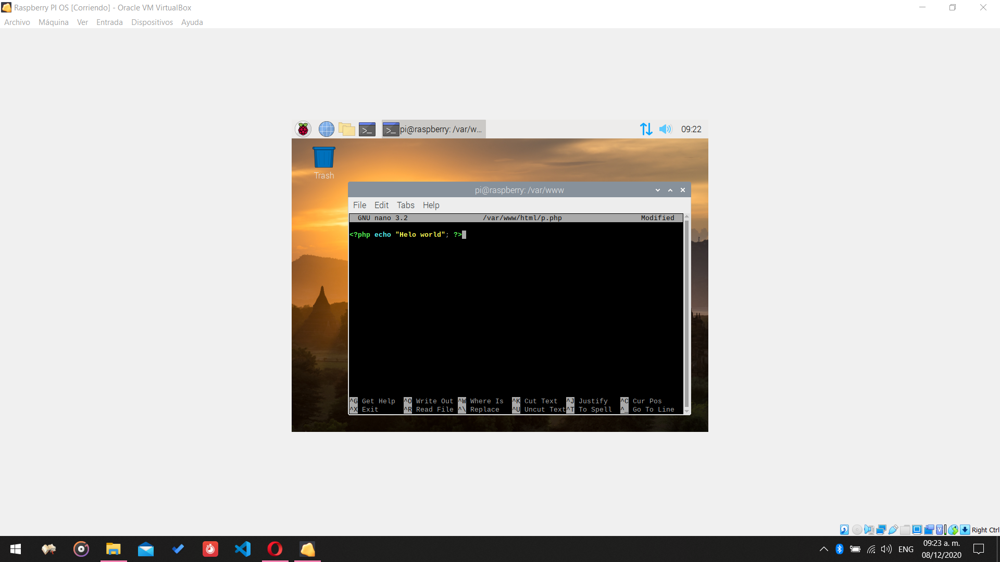 Raspberry PI OS [Corriendo] - Oracle VM VirtualBox
Archivo Máquina Ver Entrada Dispositivos Ayuda
pi@raspberry: /var/w... 09:22
Trash
pi@raspberry: /var/www
File Edit Tabs Help
GNU nano 3.2 /var/www/html/p.php Modified
<?php echo "Helo world"; ?>
^G Get Help ^O Write Out ^W Where Is ^K Cut Text ^J Justify ^C Cur Pos
^X Exit ^R Read File ^\ Replace ^U Uncut Text ^T To Spell ^_ Go To Line
Right Ctrl
ENG
09:23 a. m.
08/12/2020